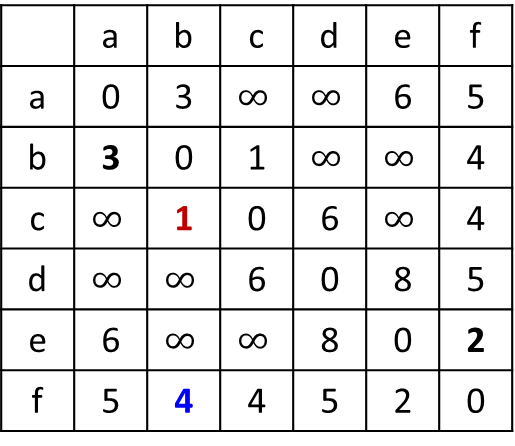 a b c d e f
a 0 3 ∞ ∞ 6 5
b 3 0 1 ∞ ∞ 4
c ∞ 1 0 6 ∞ 4
d ∞ ∞ 6 0 8 5
e 6 ∞ ∞ 8 0 2
f 5 4 4 5 2 0